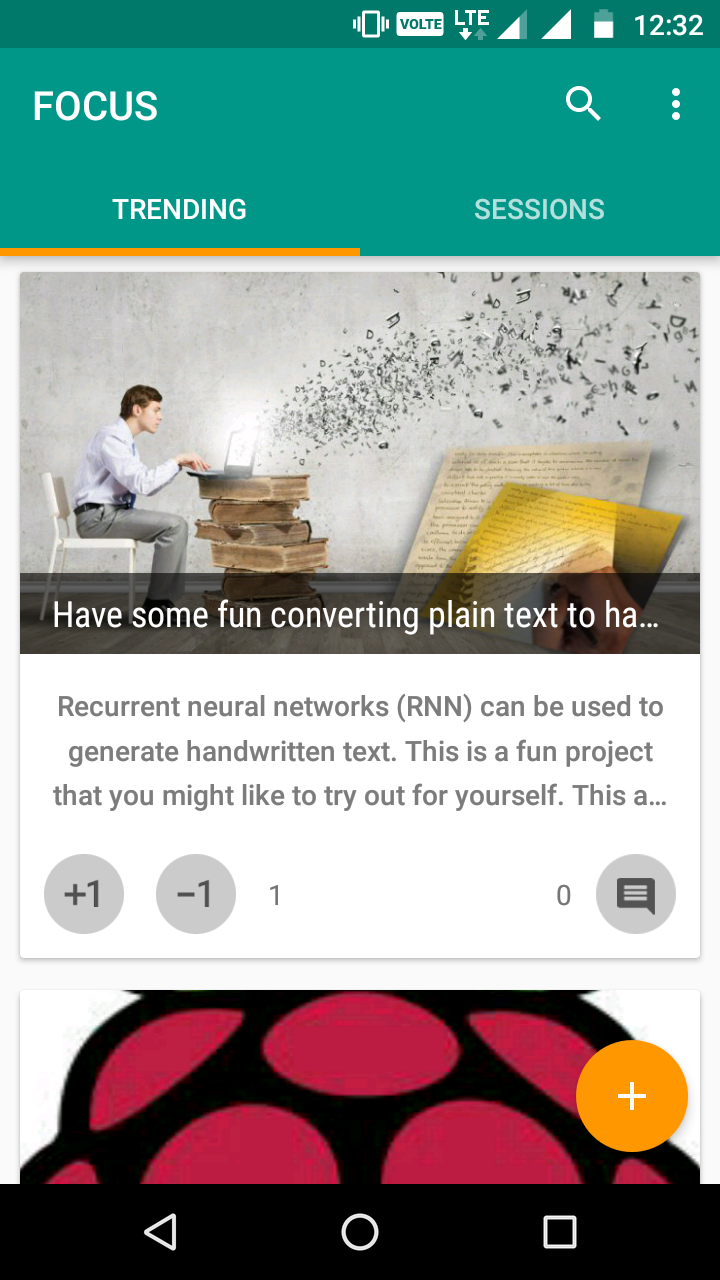 VOLTE LTE 12:32
FOCUS
TRENDING SESSIONS
Have some fun converting plain text to ha...
Recurrent neural networks (RNN) can be used to
generate handwritten text. This is a fun project
that you might like to try out for yourself. This a...
+1 −1 1 0
+